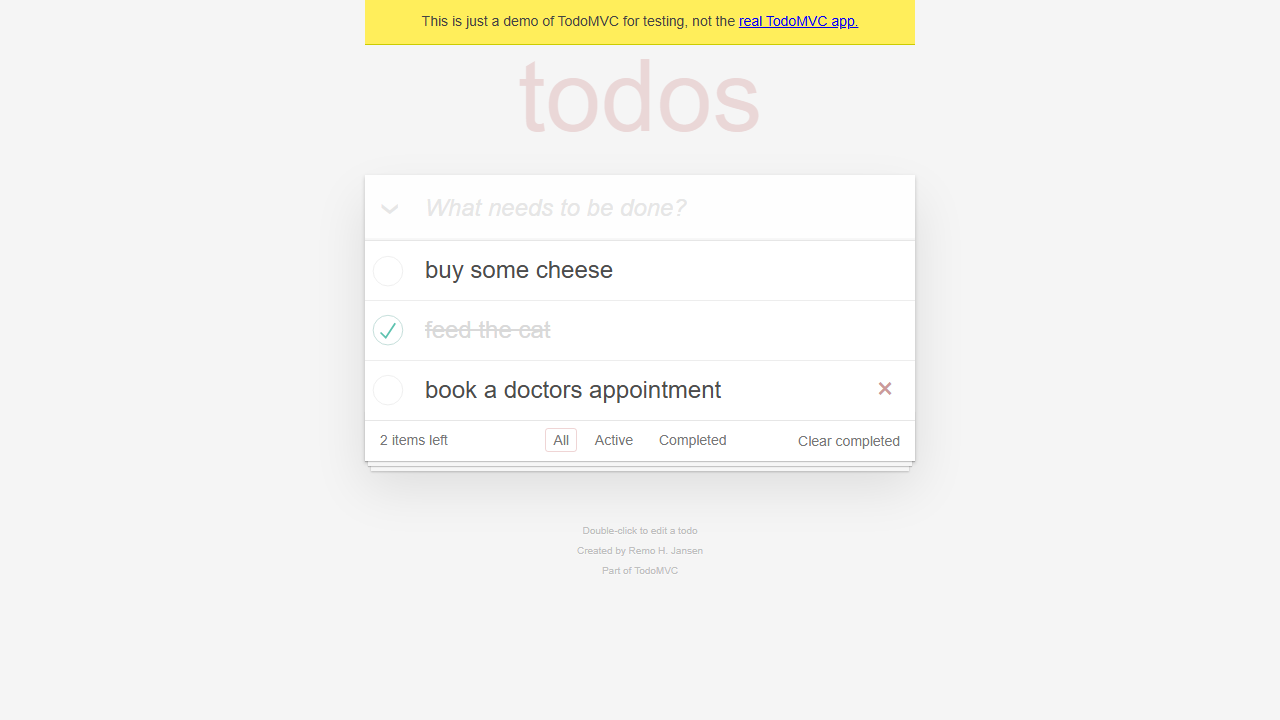 This is just a demo of TodoMVC for testing, not the real TodoMVC app.
todos
What needs to be done?
buy some cheese
feed the cat
book a doctors appointment
2 items left All Active Completed Clear completed
Double-click to edit a todo
Created by Remo H. Jansen
Part of TodoMVC